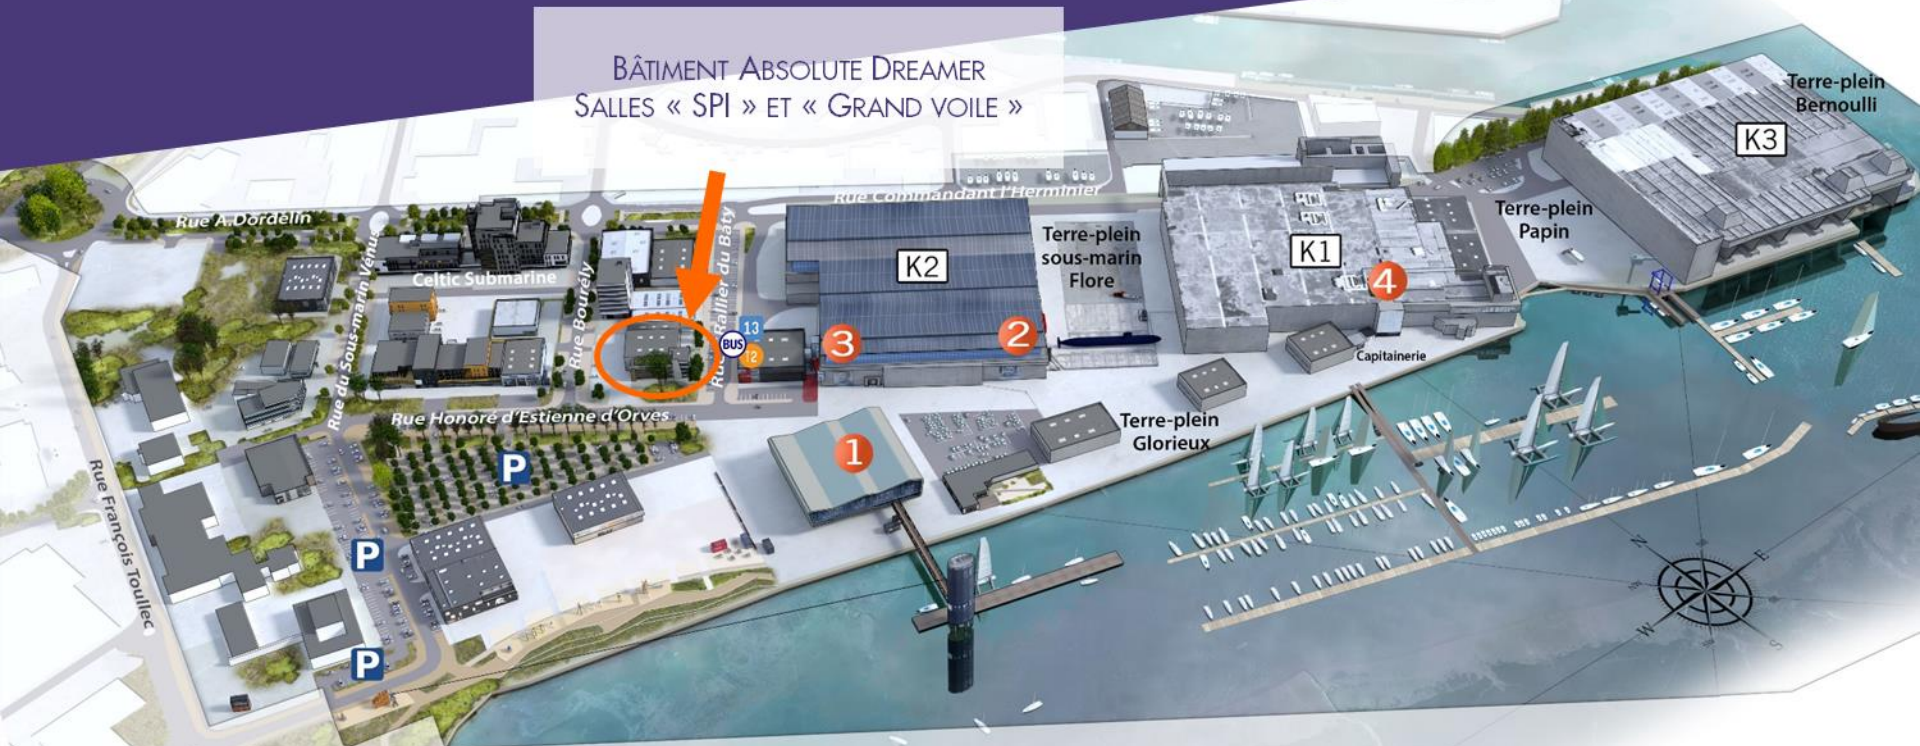 BÂTIMENT ABSOLUTE DREAMER
SALLES « SPI » ET « GRAND VOILE »
Terre-plein
Bernoulli
K3
Rue Commandant l'Herminier
Rue A.Dordelin
Terre-plein
Papin
Terre-plein
sous-marin
Flore
K1
K2
Celtic Submarine
Rue du Sous-marin Vénus
Rue Bourély
Rue Rallier du Baty
4
13
BUS
T2
3
2
Capitainerie
Rue Honoré d'Estienne d'Orves
Terre-plein
Glorieux
1
P
Rue François Toullec
P
P
N
E
W
S